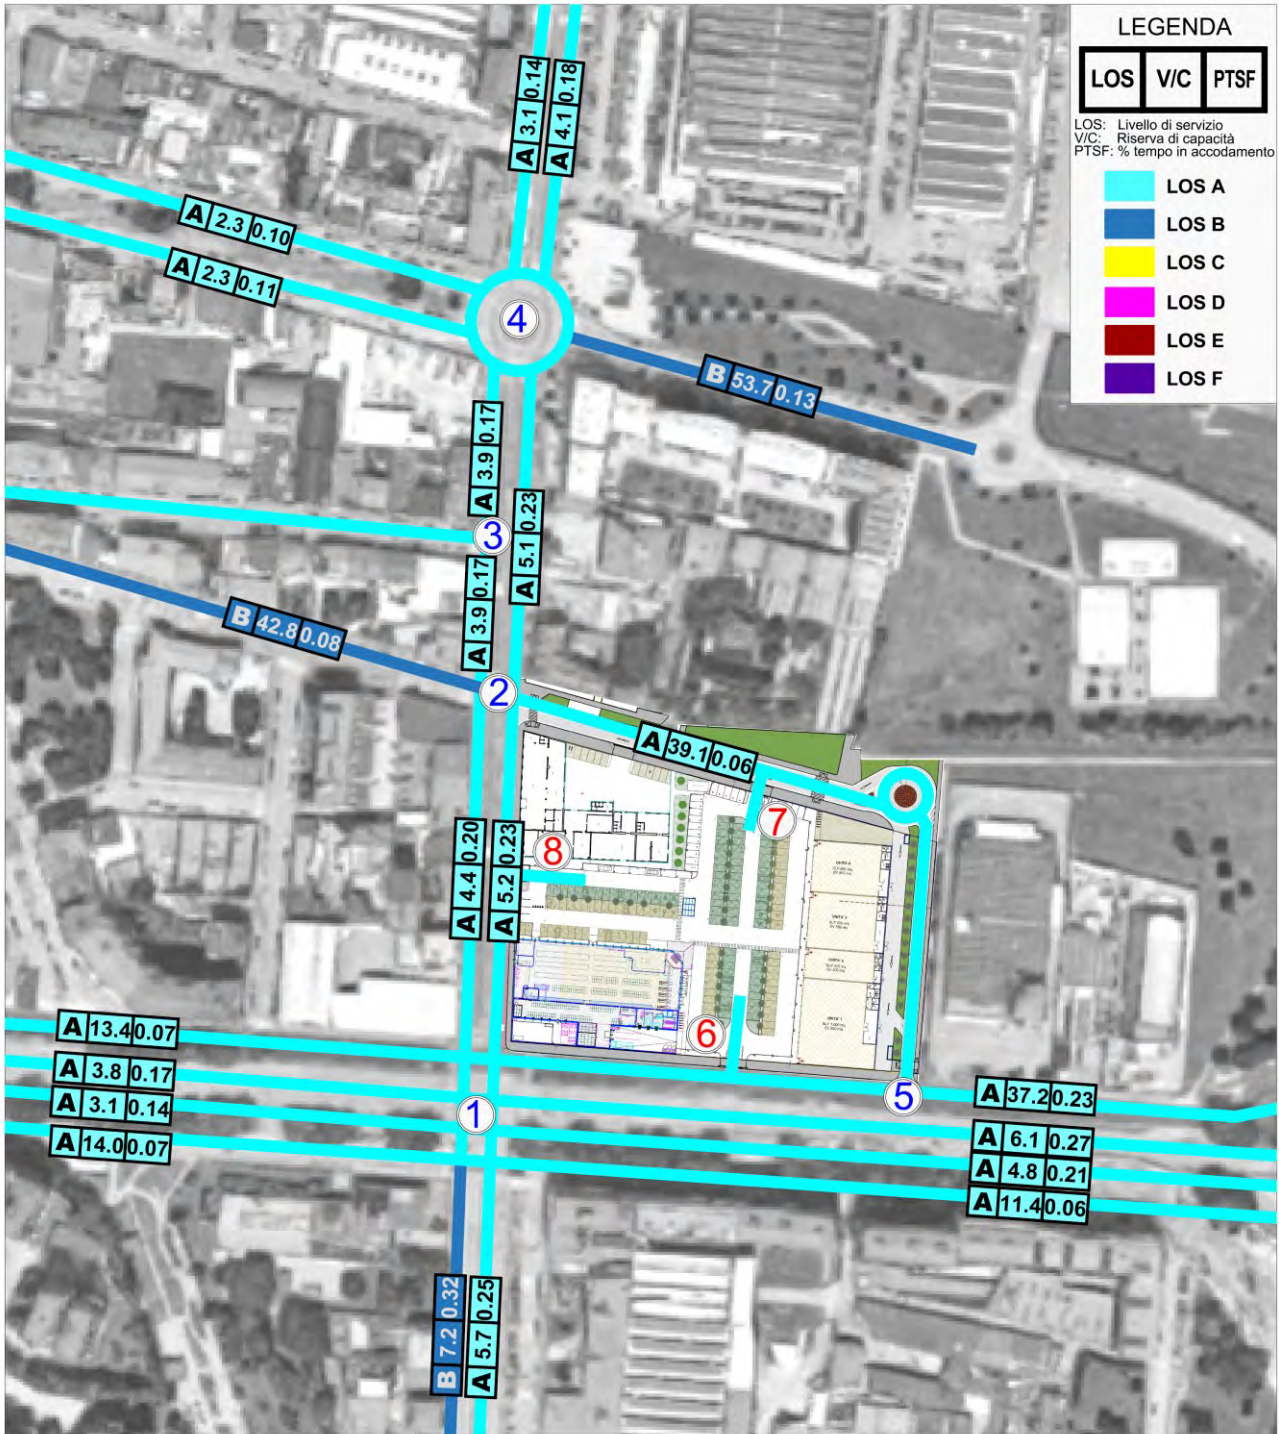 LEGENDA
LOS V/C PTSF
LOS: Livello di servizio
V/C: Riserva di capacità
PTSF: % tempo in accodamento
LOS A
LOS B
LOS C
LOS D
LOS E
LOS F
A 3.1 0.14
A 4.1 0.18
A 2.3 0.10
A 2.3 0.11
4
B 53.7 0.13
A 3.9 0.17
A 5.1 0.23
3
A 3.9 0.17
B 42.8 0.08
2
A 39.1 0.06
7
8
A 4.4 0.20
A 5.2 0.23
6
A 13.4 0.07
A 3.8 0.17
A 3.1 0.14
A 14.0 0.07
1
5
A 37.2 0.23
A 6.1 0.27
A 4.8 0.21
A 11.4 0.06
B 7.2 0.32
A 5.7 0.25